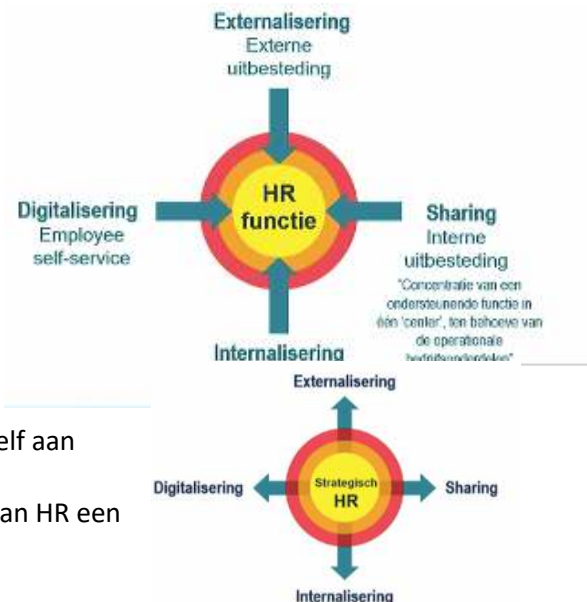 Externalisering
Externe
uitbesteding
HR
functie
Digitalisering
Employee
self-service
Sharing
Interne
uitbesteding
"Concentratie van een
ondersteunende functie in
één 'center', ten behoeve van
de operationale
bedrijfsonderdelen"
Internalisering
Externalisering
elf aan
Digitalisering
Strategisch
HR
Sharing
an HR een
Internalisering